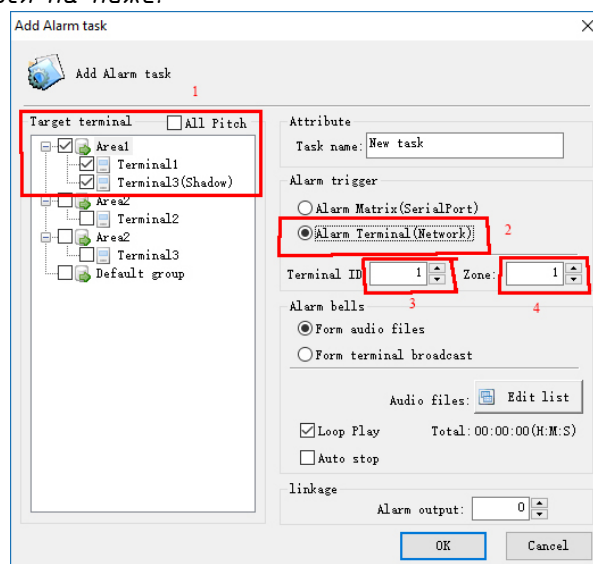 Add Alarm task
Add Alarm task
1
Target terminal
All Pitch
Area1
Terminal1
Terminal3(Shadow)
Area2
Terminal2
Area2
Terminal3
Default group
Attribute
Task name: New task
Alarm trigger
Alarm Matrix(SerialPort)
Alarm Terminal(Network)
2
Terminal ID 1 Zone: 1
3 4
Alarm bells
Form audio files
Form terminal broadcast
Audio files: Edit list
Loop Play Total: 00:00:00(H:M:S)
Auto stop
linkage
Alarm output: 0
OK Cancel